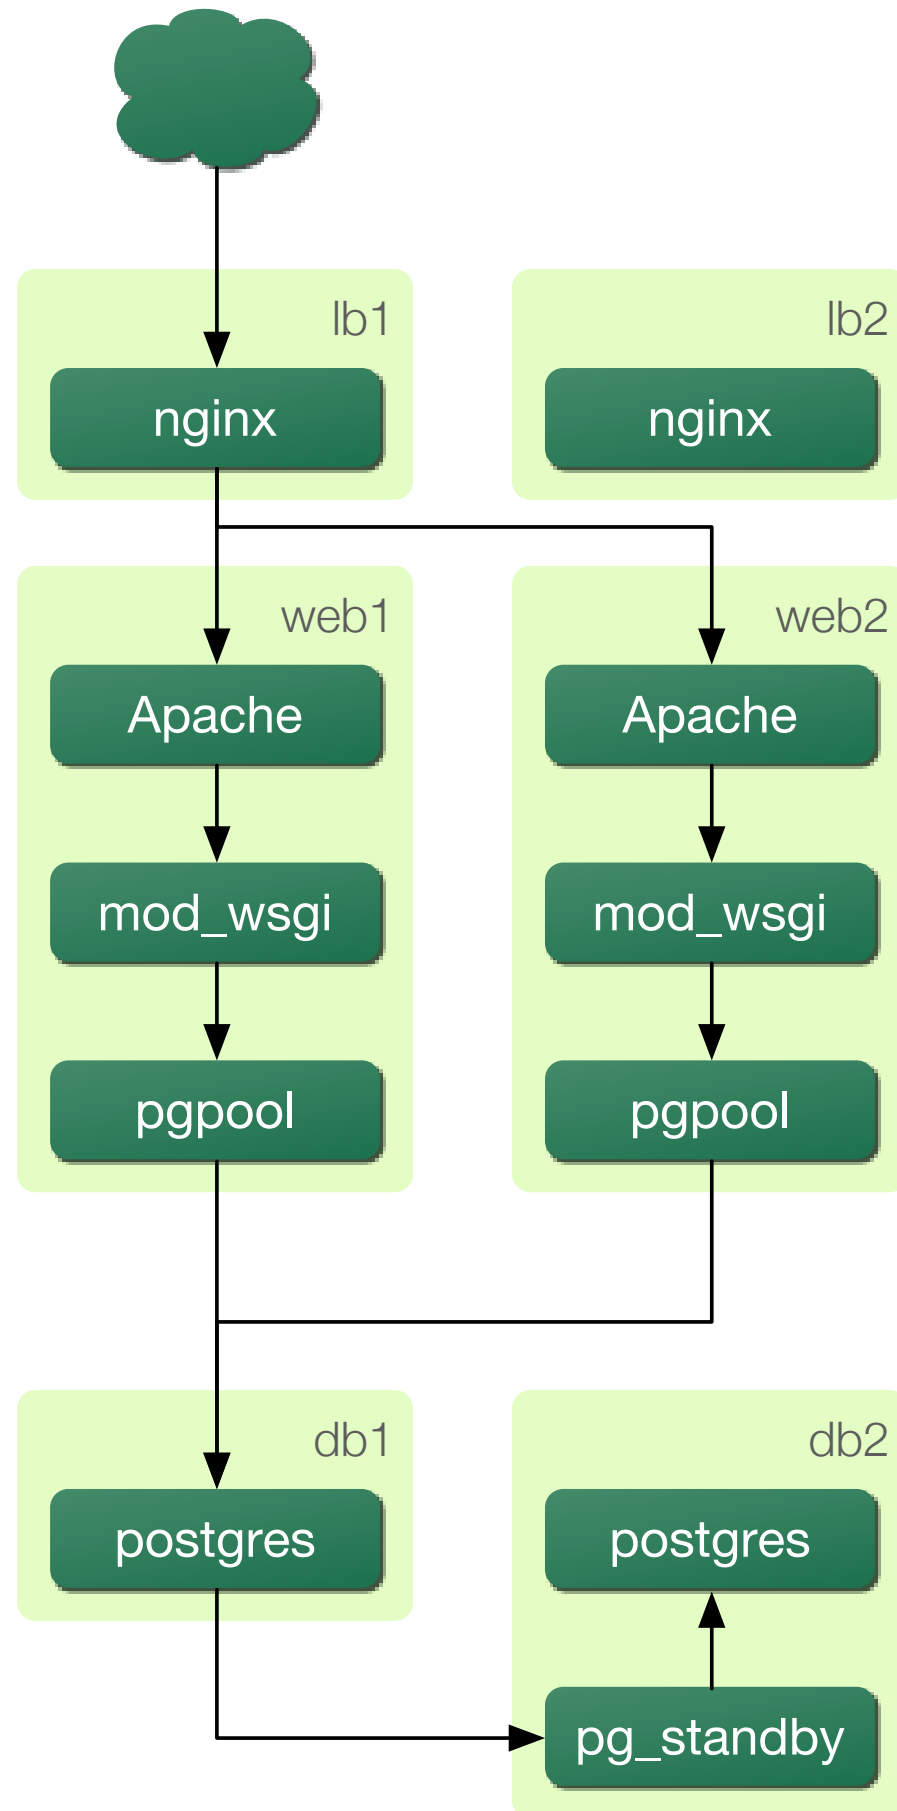 lb1
nginx
lb2
nginx
web1
Apache
mod_wsgi
pgpool
web2
Apache
mod_wsgi
pgpool
db1
postgres
db2
postgres
pg_standby